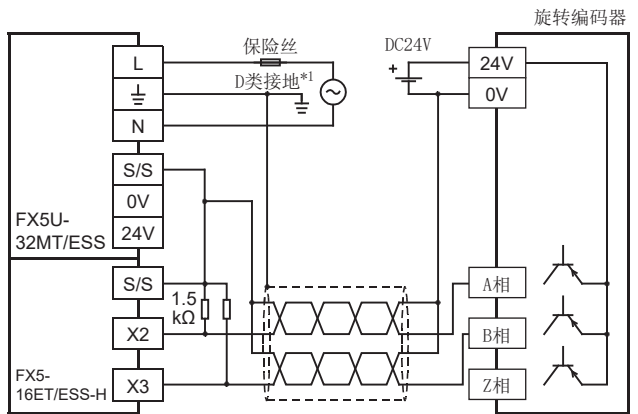 旋转编码器
保险丝
DC24V
L
D类接地*1
24V
0V
N
S/S
0V
24V
FX5U-
32MT/ESS
S/S
1.5
kΩ
X2
X3
FX5-
16ET/ESS-H
A相
B相
Z相
+